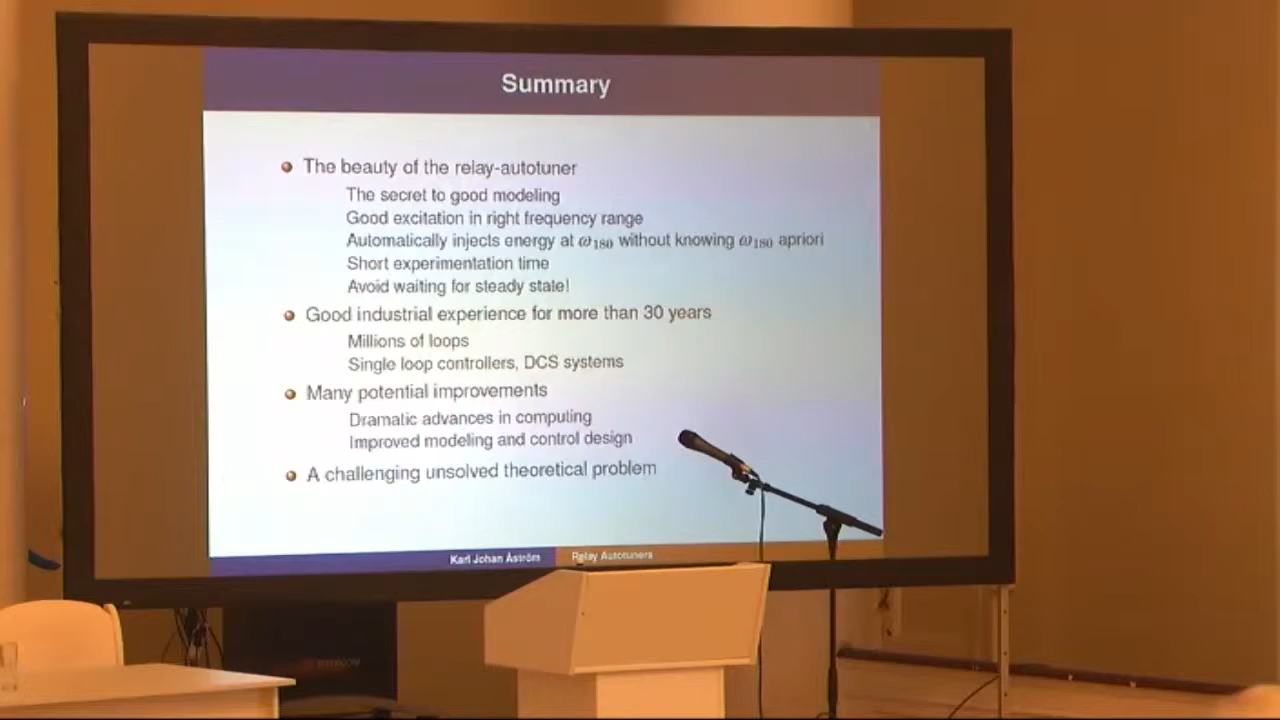 Summary
The beauty of the relay-autotuner
The secret to good modeling
Good excitation in right frequency range
Automatically injects energy at ω₁₈₀ without knowing ω₁₈₀ apriori
Short experimentation time
Avoid waiting for steady state!
Good industrial experience for more than 30 years
Millions of loops
Single loop controllers, DCS systems
Many potential improvements
Dramatic advances in computing
Improved modeling and control design
A challenging unsolved theoretical problem
Karl Johan Åström
Relay Autotuners